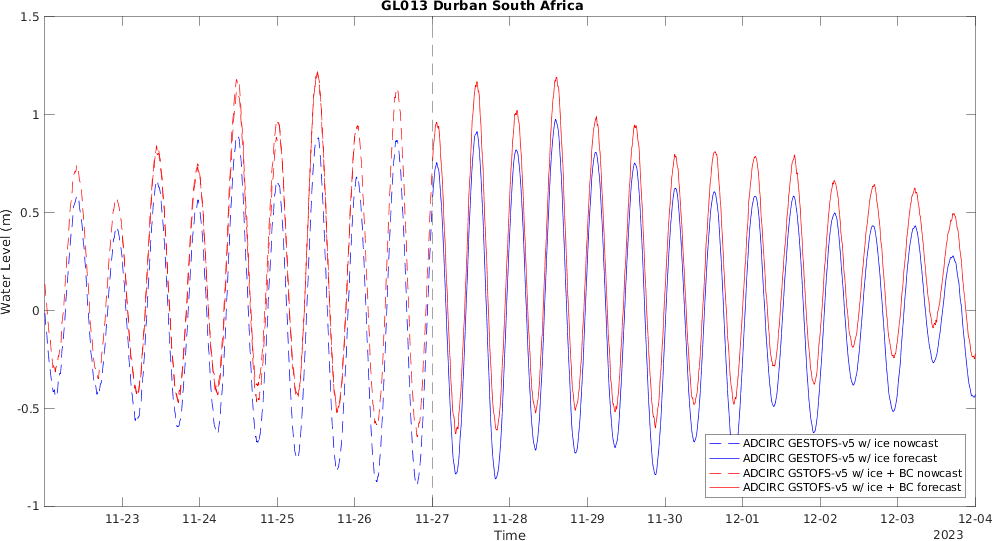 GL013 Durban South Africa
1.5
1
0.5
0
-0.5
-1
Water Level (m)
11-23 11-24 11-25 11-26 11-27 11-28 11-29 11-30 12-01 12-02 12-03 12-04
Time
2023
ADCIRC GESTOFS-v5 w/ ice nowcast
ADCIRC GESTOFS-v5 w/ ice forecast
ADCIRC GSTOFS-v5 w/ ice + BC nowcast
ADCIRC GSTOFS-v5 w/ ice + BC forecast